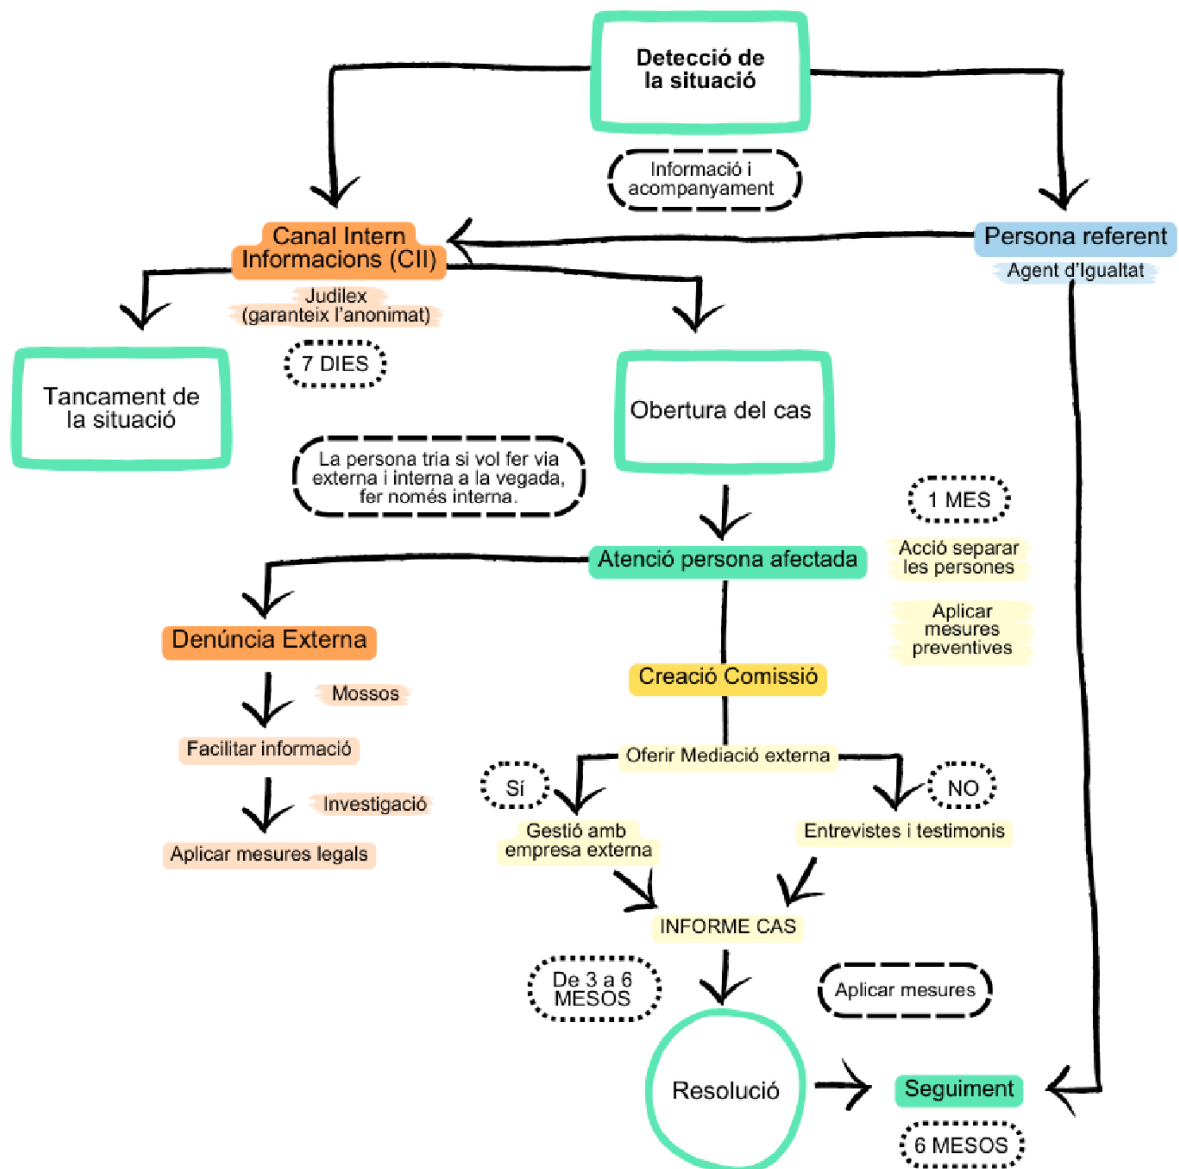 Detecció de
la situació
Informació i
acompanyament
Canal Intern
Informacions (CII)
Judilex
(garanteix l'anonimat)
7 DIES
Persona referent
Agent d'Igualtat
Tancament de
la situació
Obertura del cas
La persona tria si vol fer via
externa i interna a la vegada,
fer només interna.
1 MES
Acció separar
les persones
Aplicar
mesures
preventives
Atenció persona afectada
Denúncia Externa
Mossos
Facilitar informació
Investigació
Aplicar mesures legals
Creació Comissió
Oferir Mediació externa
Sí
NO
Gestió amb
empresa externa
Entrevistes i testimonis
INFORME CAS
De 3 a 6
MESOS
Aplicar mesures
Resolució
Seguiment
6 MESOS